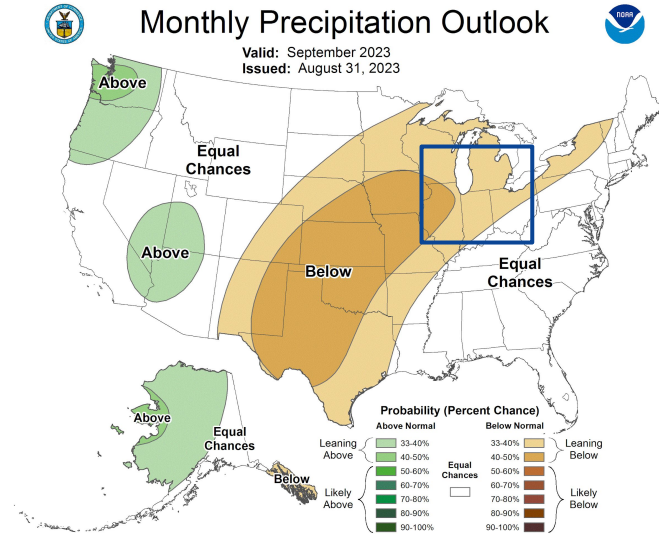 Monthly Precipitation Outlook
NOAA
Valid: September 2023
Issued: August 31, 2023
Above
Equal
Chances
Above
Below
Equal
Chances
Above
Equal
Chances
Below
Probability (Percent Chance)
Above Normal
Below Normal
Leaning
Above
33-40%
40-50%
50-60%
60-70%
70-80%
80-90%
90-100%
Likely
Above
Equal
Chances
33-40%
40-50%
50-60%
60-70%
70-80%
80-90%
90-100%
Leaning
Below
Likely
Below